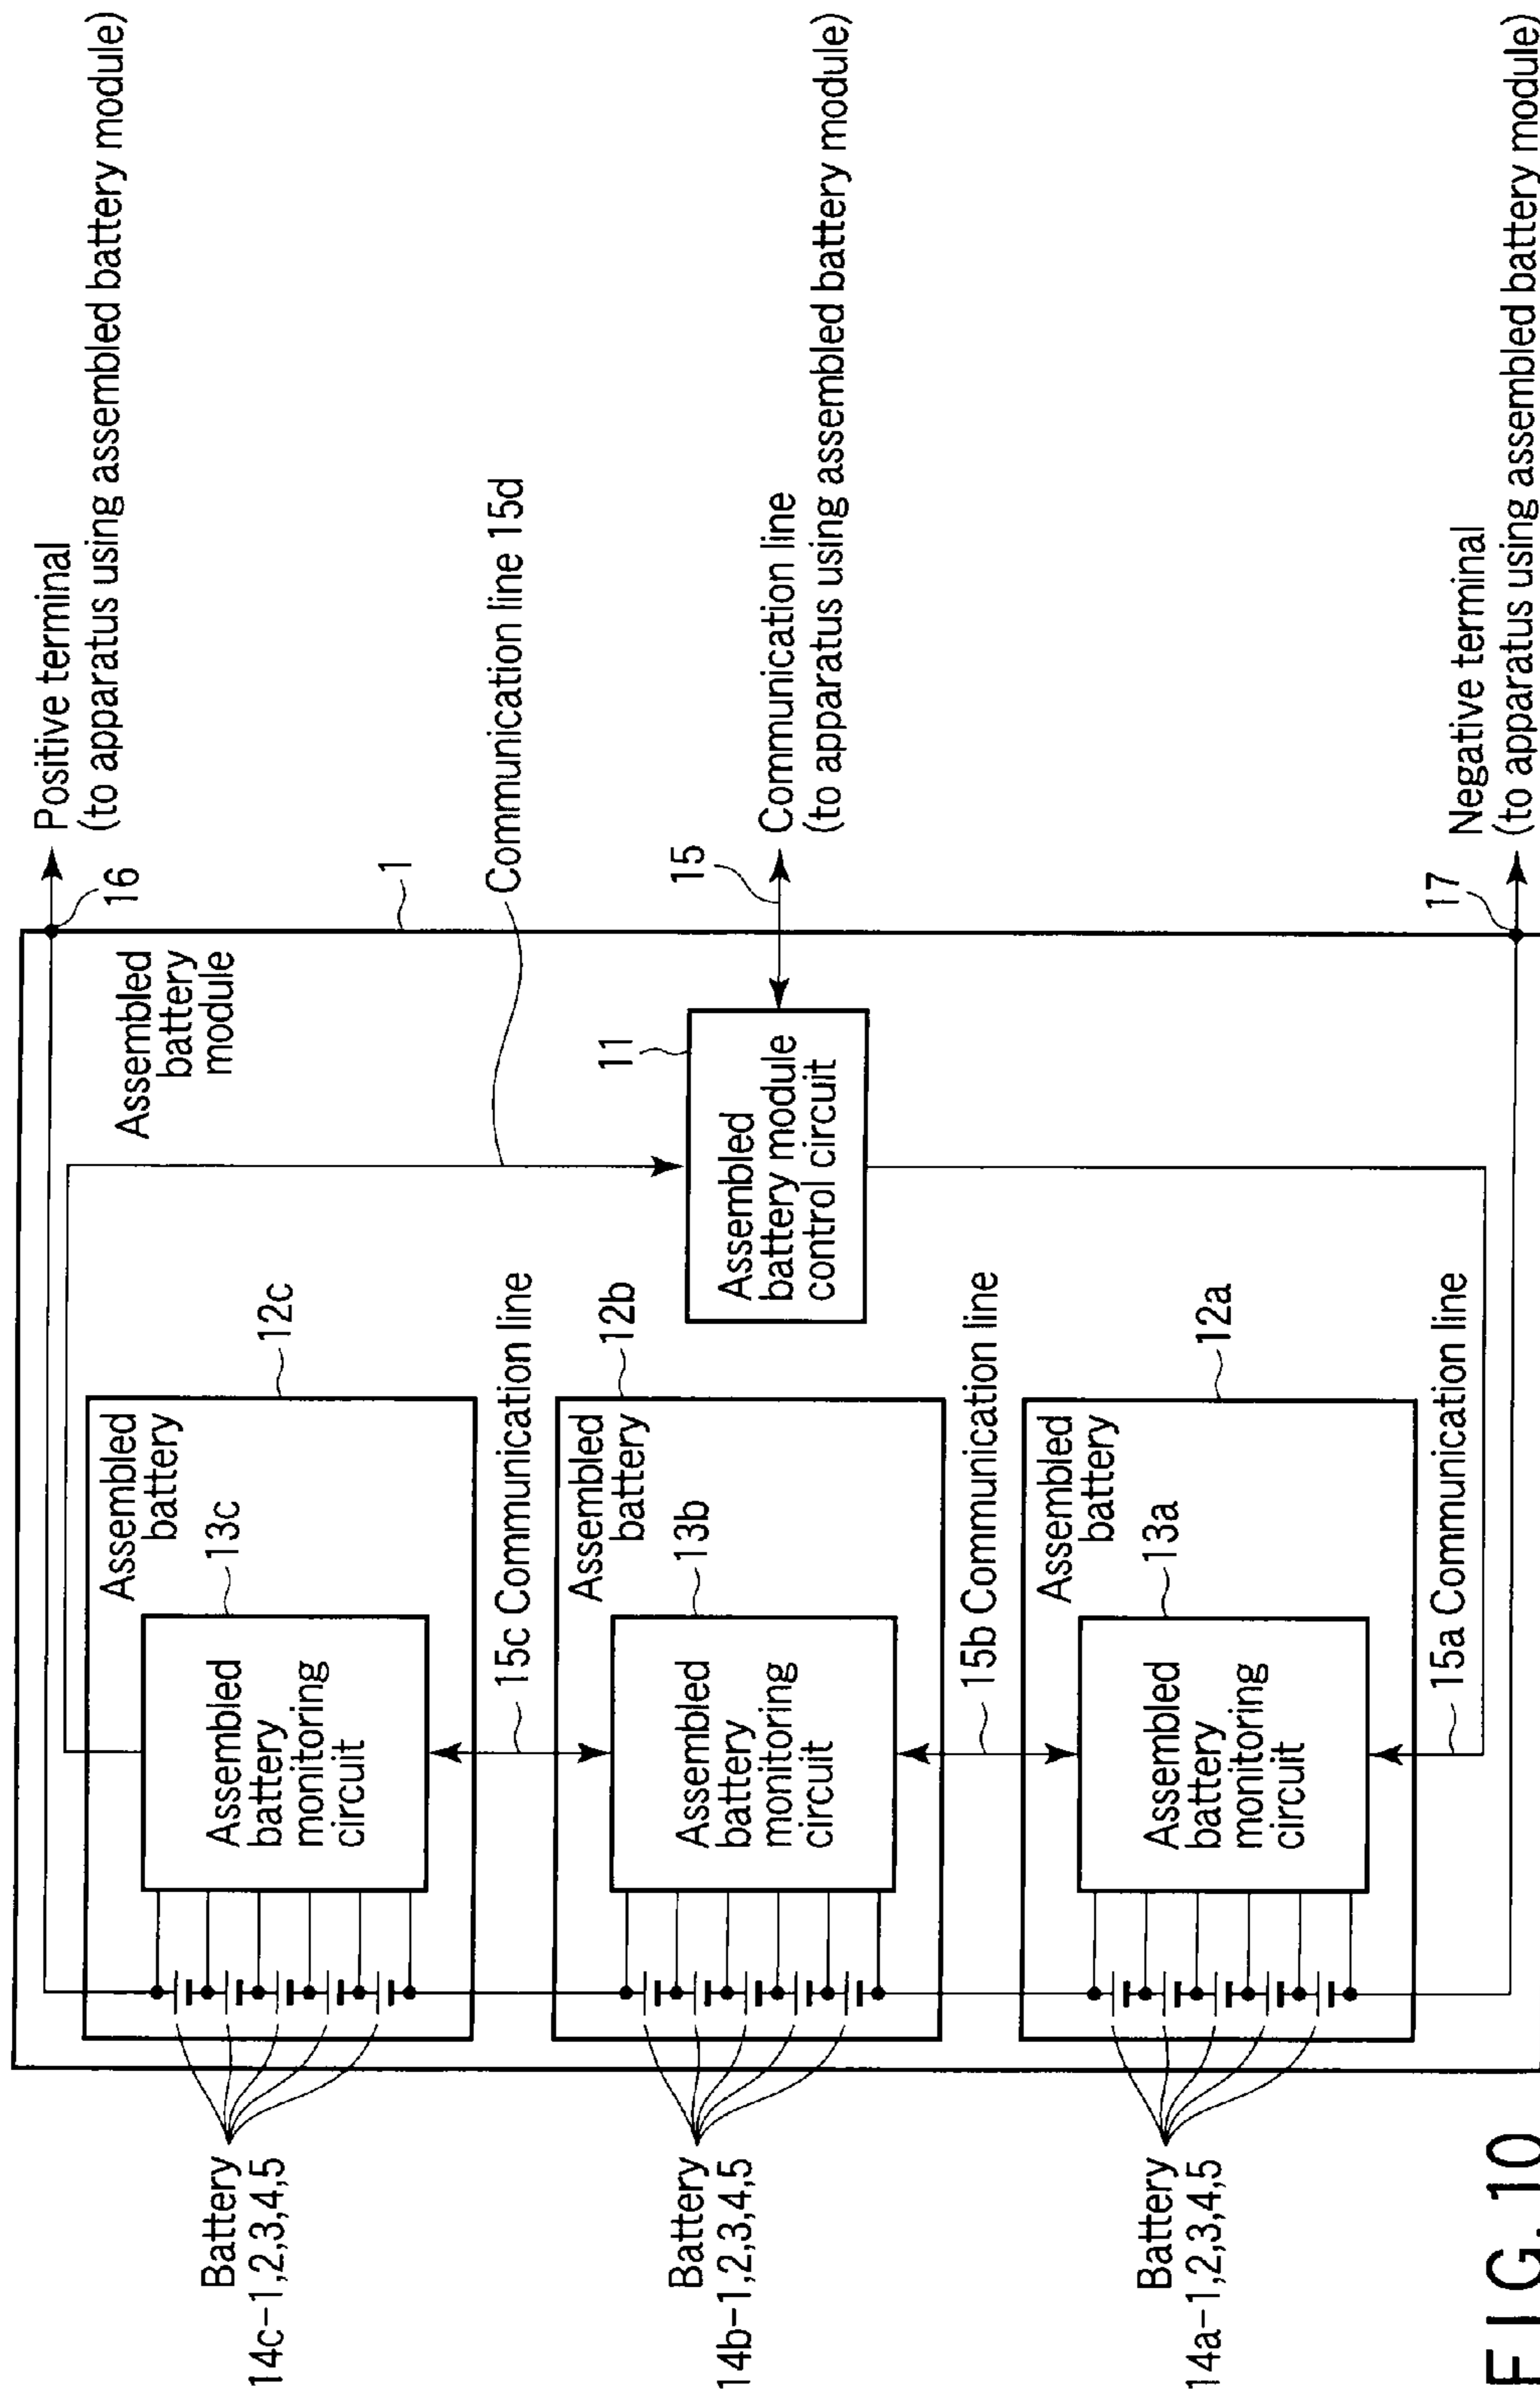 Positive terminal
(to apparatus using assembled battery module)
16
1
Assembled
battery
module
Communication line 15d
12c
Assembled
battery
13c
Assembled
battery
monitoring
circuit
Battery
14c-1,2,3,4,5
15c Communication line
15
Communication line
(to apparatus using assembled battery module)
11
Assembled
battery module
control circuit
12b
Assembled
battery
13b
Assembled
battery
monitoring
circuit
Battery
14b-1,2,3,4,5
15b Communication line
12a
Assembled
battery
13a
Assembled
battery
monitoring
circuit
Battery
14a-1,2,3,4,5
15a Communication line
17
Negative terminal
(to apparatus using assembled battery module)
FIG. 10